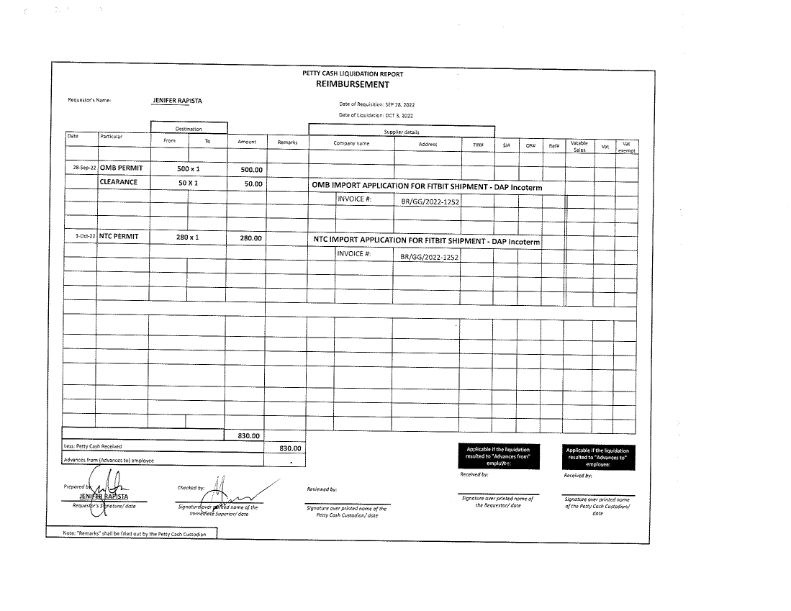 PETTY CASH LIQUIDATION REPORT
REIMBURSEMENT
Requestor's Name: JENIFER RAPISTA
Date of Requisition: SEP 28, 2022
Date of Liquidation: OCT 3, 2022
Destination Supplier details
Date Particular From To Amount Remarks Company name Address TIN# SI# OR# Ref# Vatable Sales Vat Vat exempt
28-Sep-22 OMB PERMIT 500 x 1 500.00
CLEARANCE 50 X 1 50.00 OMB IMPORT APPLICATION FOR FITBIT SHIPMENT - DAP Incoterm
INVOICE #: BR/GG/2022-1252
3-Oct-22 NTC PERMIT 280 x 1 280.00 NTC IMPORT APPLICATION FOR FITBIT SHIPMENT - DAP Incoterm
INVOICE #: BR/GG/2022-1252
830.00
Less: Petty Cash Received 830.00
Advances from (Advances to) employee -
Applicable if the liquidation resulted to "Advances from" employee:
Applicable if the liquidation resulted to "Advances to" employee:
Prepared by: Checked by: Reviewed by: Received by: Received by:
JENIFER RAPISTA
Requestor's Signature/ date
Signature over printed name of the Immediate Superior/ date
Signature over printed name of the Petty Cash Custodian/ date
Signature over printed name of the Requestor/ date
Signature over printed name of the Petty Cash Custodian/ date
Note: "Remarks" shall be filled out by the Petty Cash Custodian